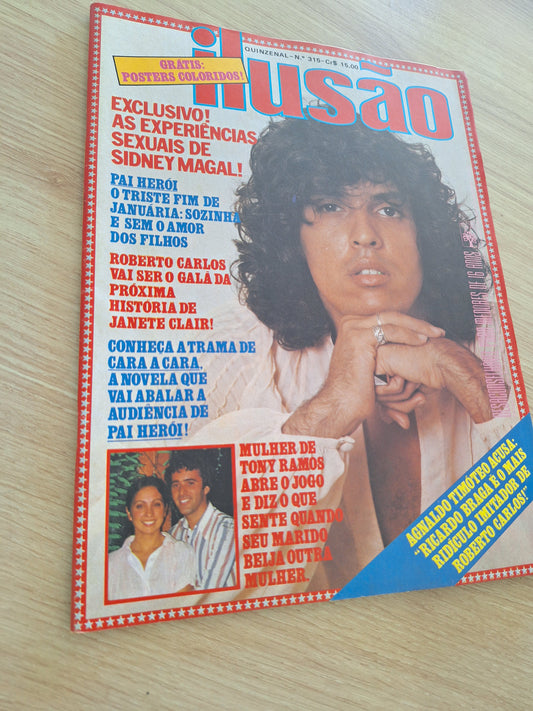 GRÁTIS:
POSTERS COLORIDOS!
QUINZENAL - N.º 315 - Cr$ 15,00
ilusão
EXCLUSIVO!
AS EXPERIÊNCIAS
SEXUAIS DE
SIDNEY MAGAL!
PAI HERÓI
O TRISTE FIM DE
JANUÁRIA: SOZINHA
E SEM O AMOR
DOS FILHOS
ROBERTO CARLOS
VAI SER O GALÃ DA
PRÓXIMA
HISTÓRIA DE
JANETE CLAIR!
CONHEÇA A TRAMA DE
CARA A CARA,
A NOVELA QUE
VAI ABALAR A
AUDIÊNCIA DE
PAI HERÓI!
MULHER DE
TONY RAMOS
ABRE O JOGO
E DIZ O QUE
SENTE QUANDO
SEU MARIDO
BEIJA OUTRA
MULHER.
AGNALDO TIMÓTEO ACUSA:
"RICARDO BRAGA É O MAIS
RIDÍCULO IMITADOR DE
ROBERTO CARLOS!
DE 16 ANOS